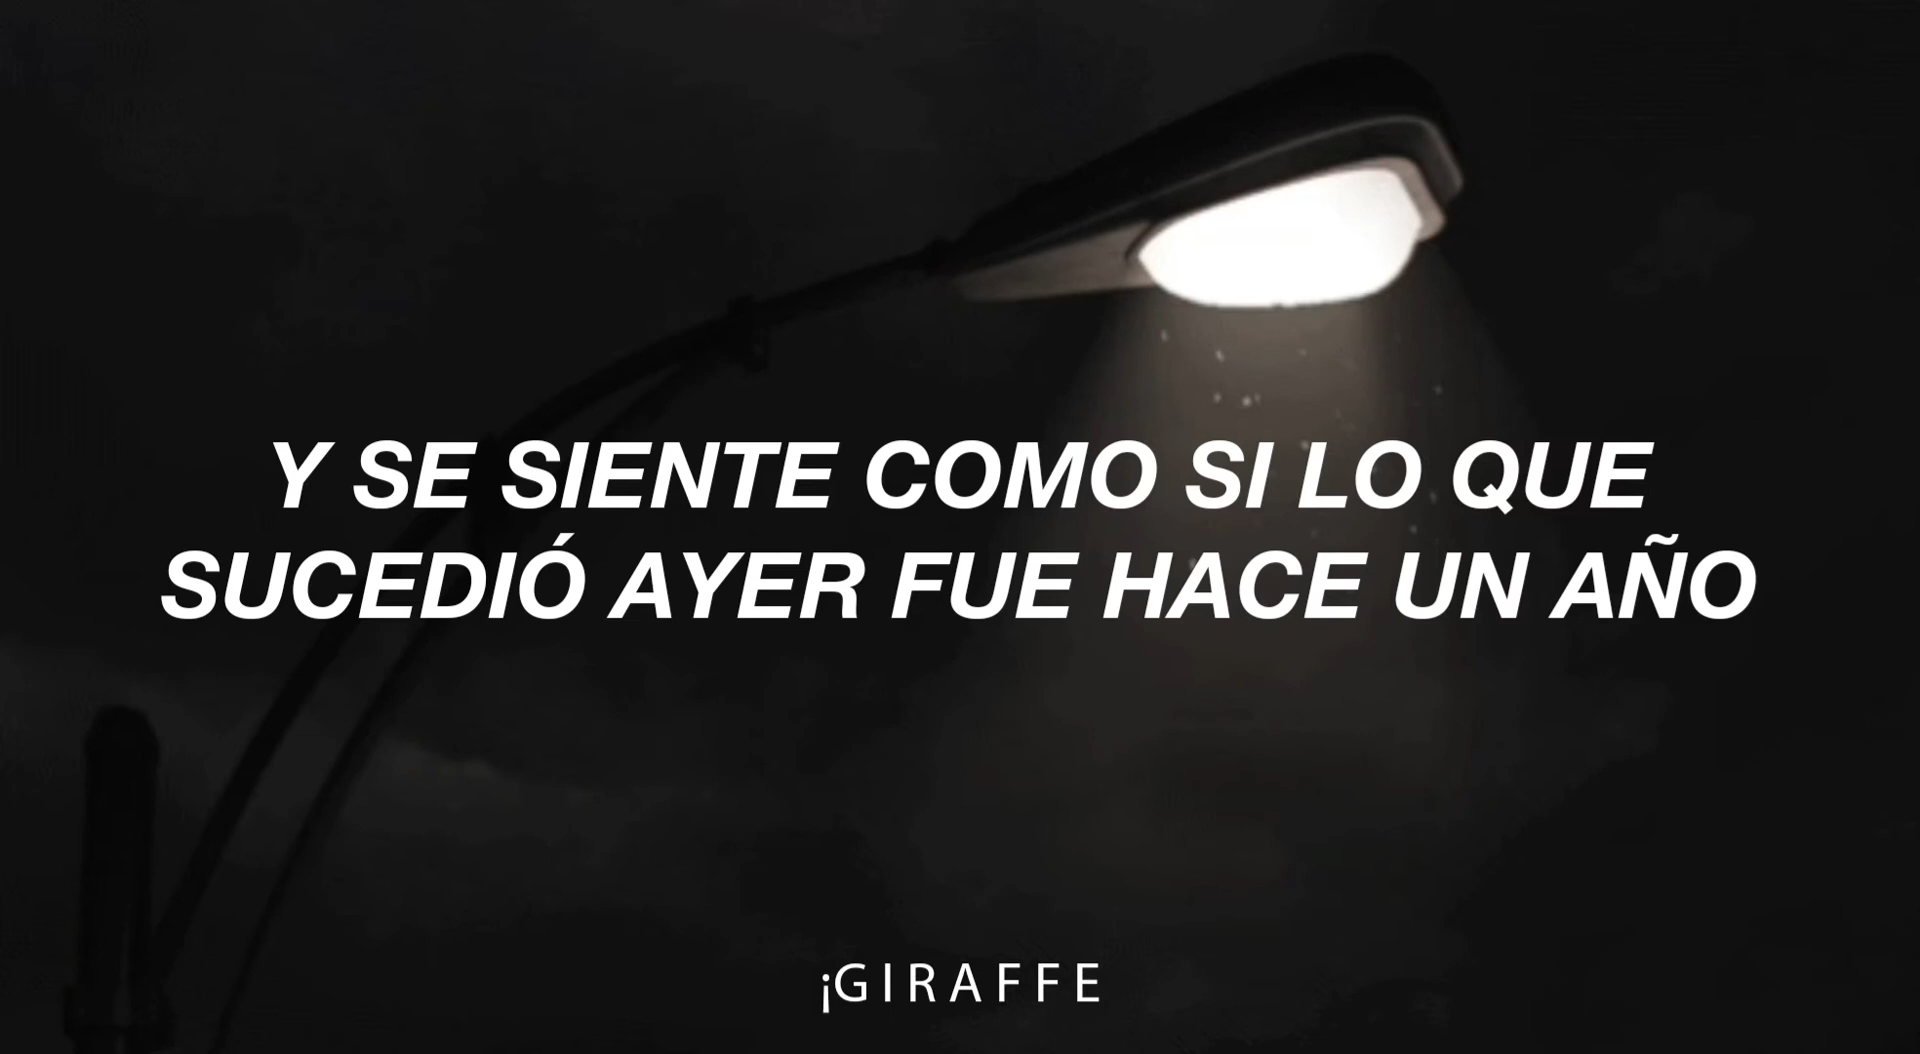 Y SE SIENTE COMO SI LO QUE
SUCEDIÓ AYER FUE HACE UN AÑO
¡GIRAFFE